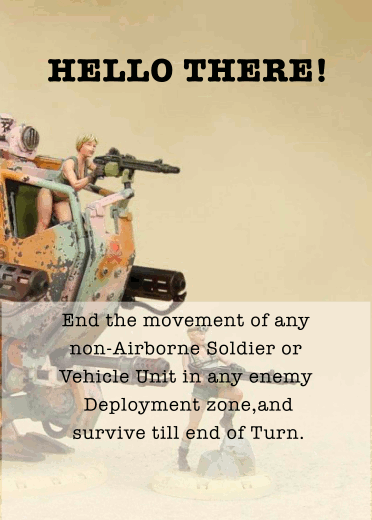 HELLO THERE!
End the movement of any
non-Airborne Soldier or
Vehicle Unit in any enemy
Deployment zone,and
survive till end of Turn.